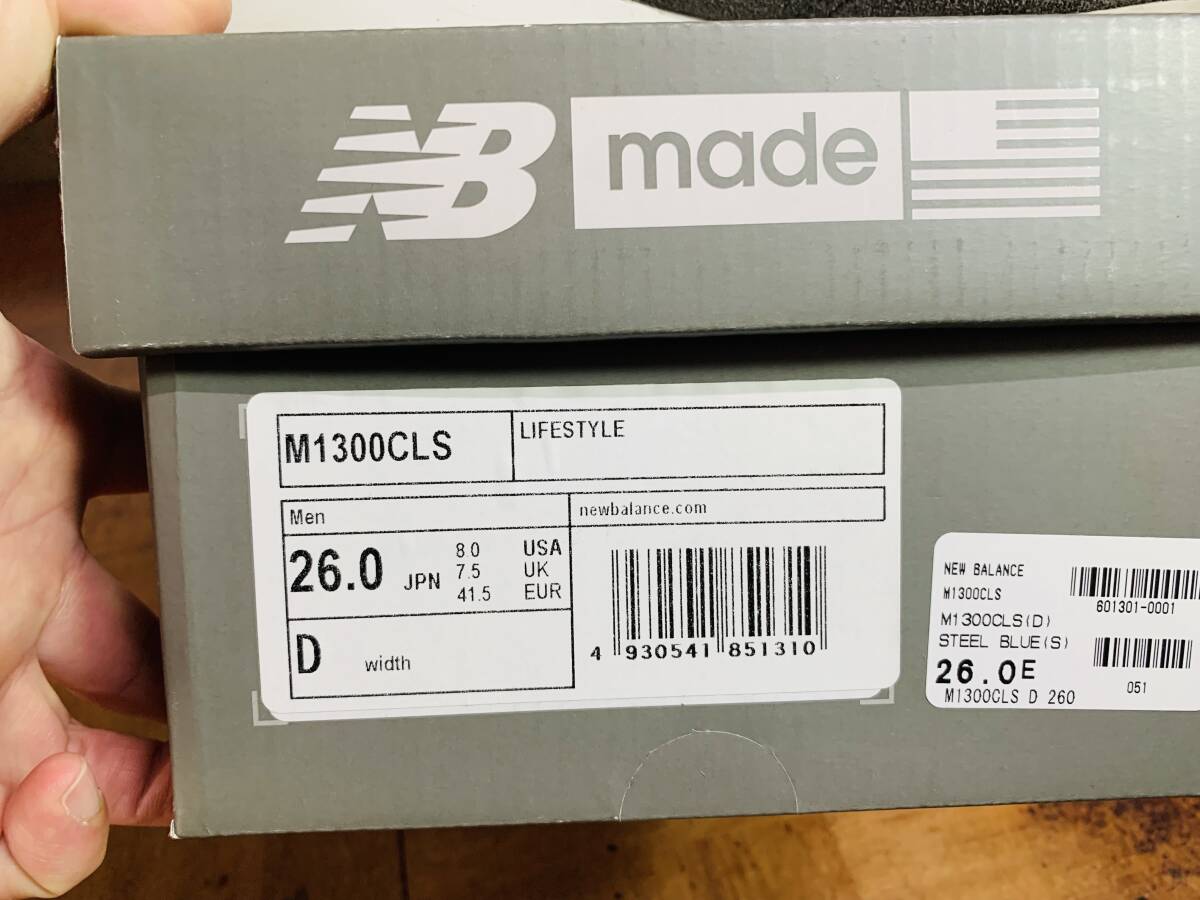 NB made
M1300CLS
LIFESTYLE
Men
newbalance.com
26.0 JPN
8.0 USA
7.5 UK
41.5 EUR
D width
4 930541 851310
NEW BALANCE
M1300CLS
601301-0001
M1300CLS(D)
STEEL BLUE(S)
26.0E
051
M1300CLS D 260